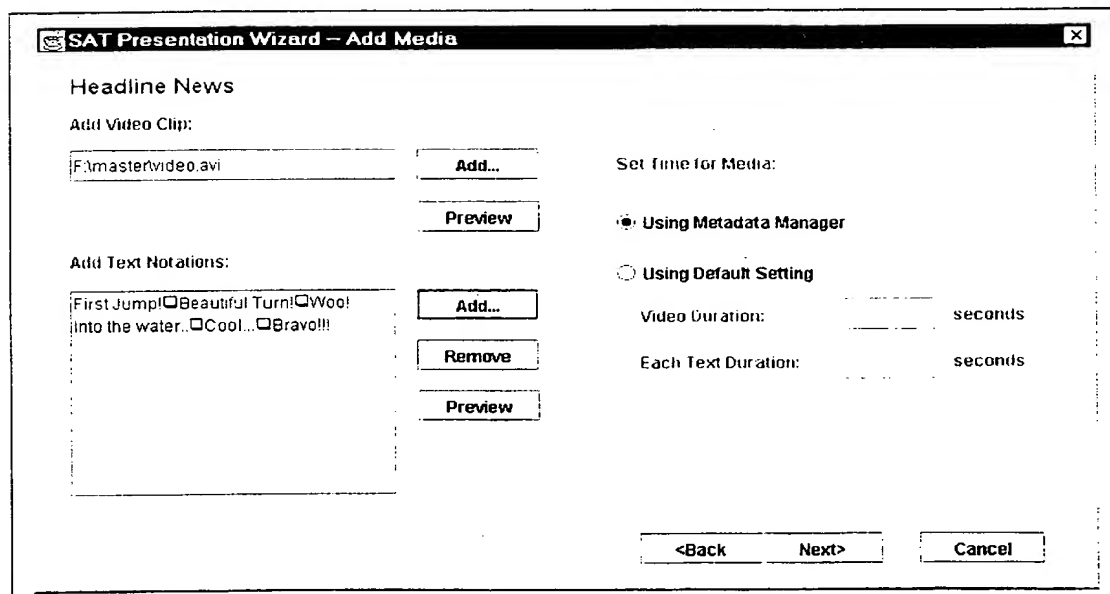 SAT Presentation Wizard – Add Media
Headline News
Add Video Clip:
F:\master\video.avi
Add...
Preview
Add Text Notations:
First Jump!☐Beautiful Turn!☐Woo!
into the water..☐Cool...☐Bravo!!!
Add...
Remove
Preview
Set Time for Media:
Using Metadata Manager
Using Default Setting
Video Duration: seconds
Each Text Duration: seconds
<Back Next> Cancel